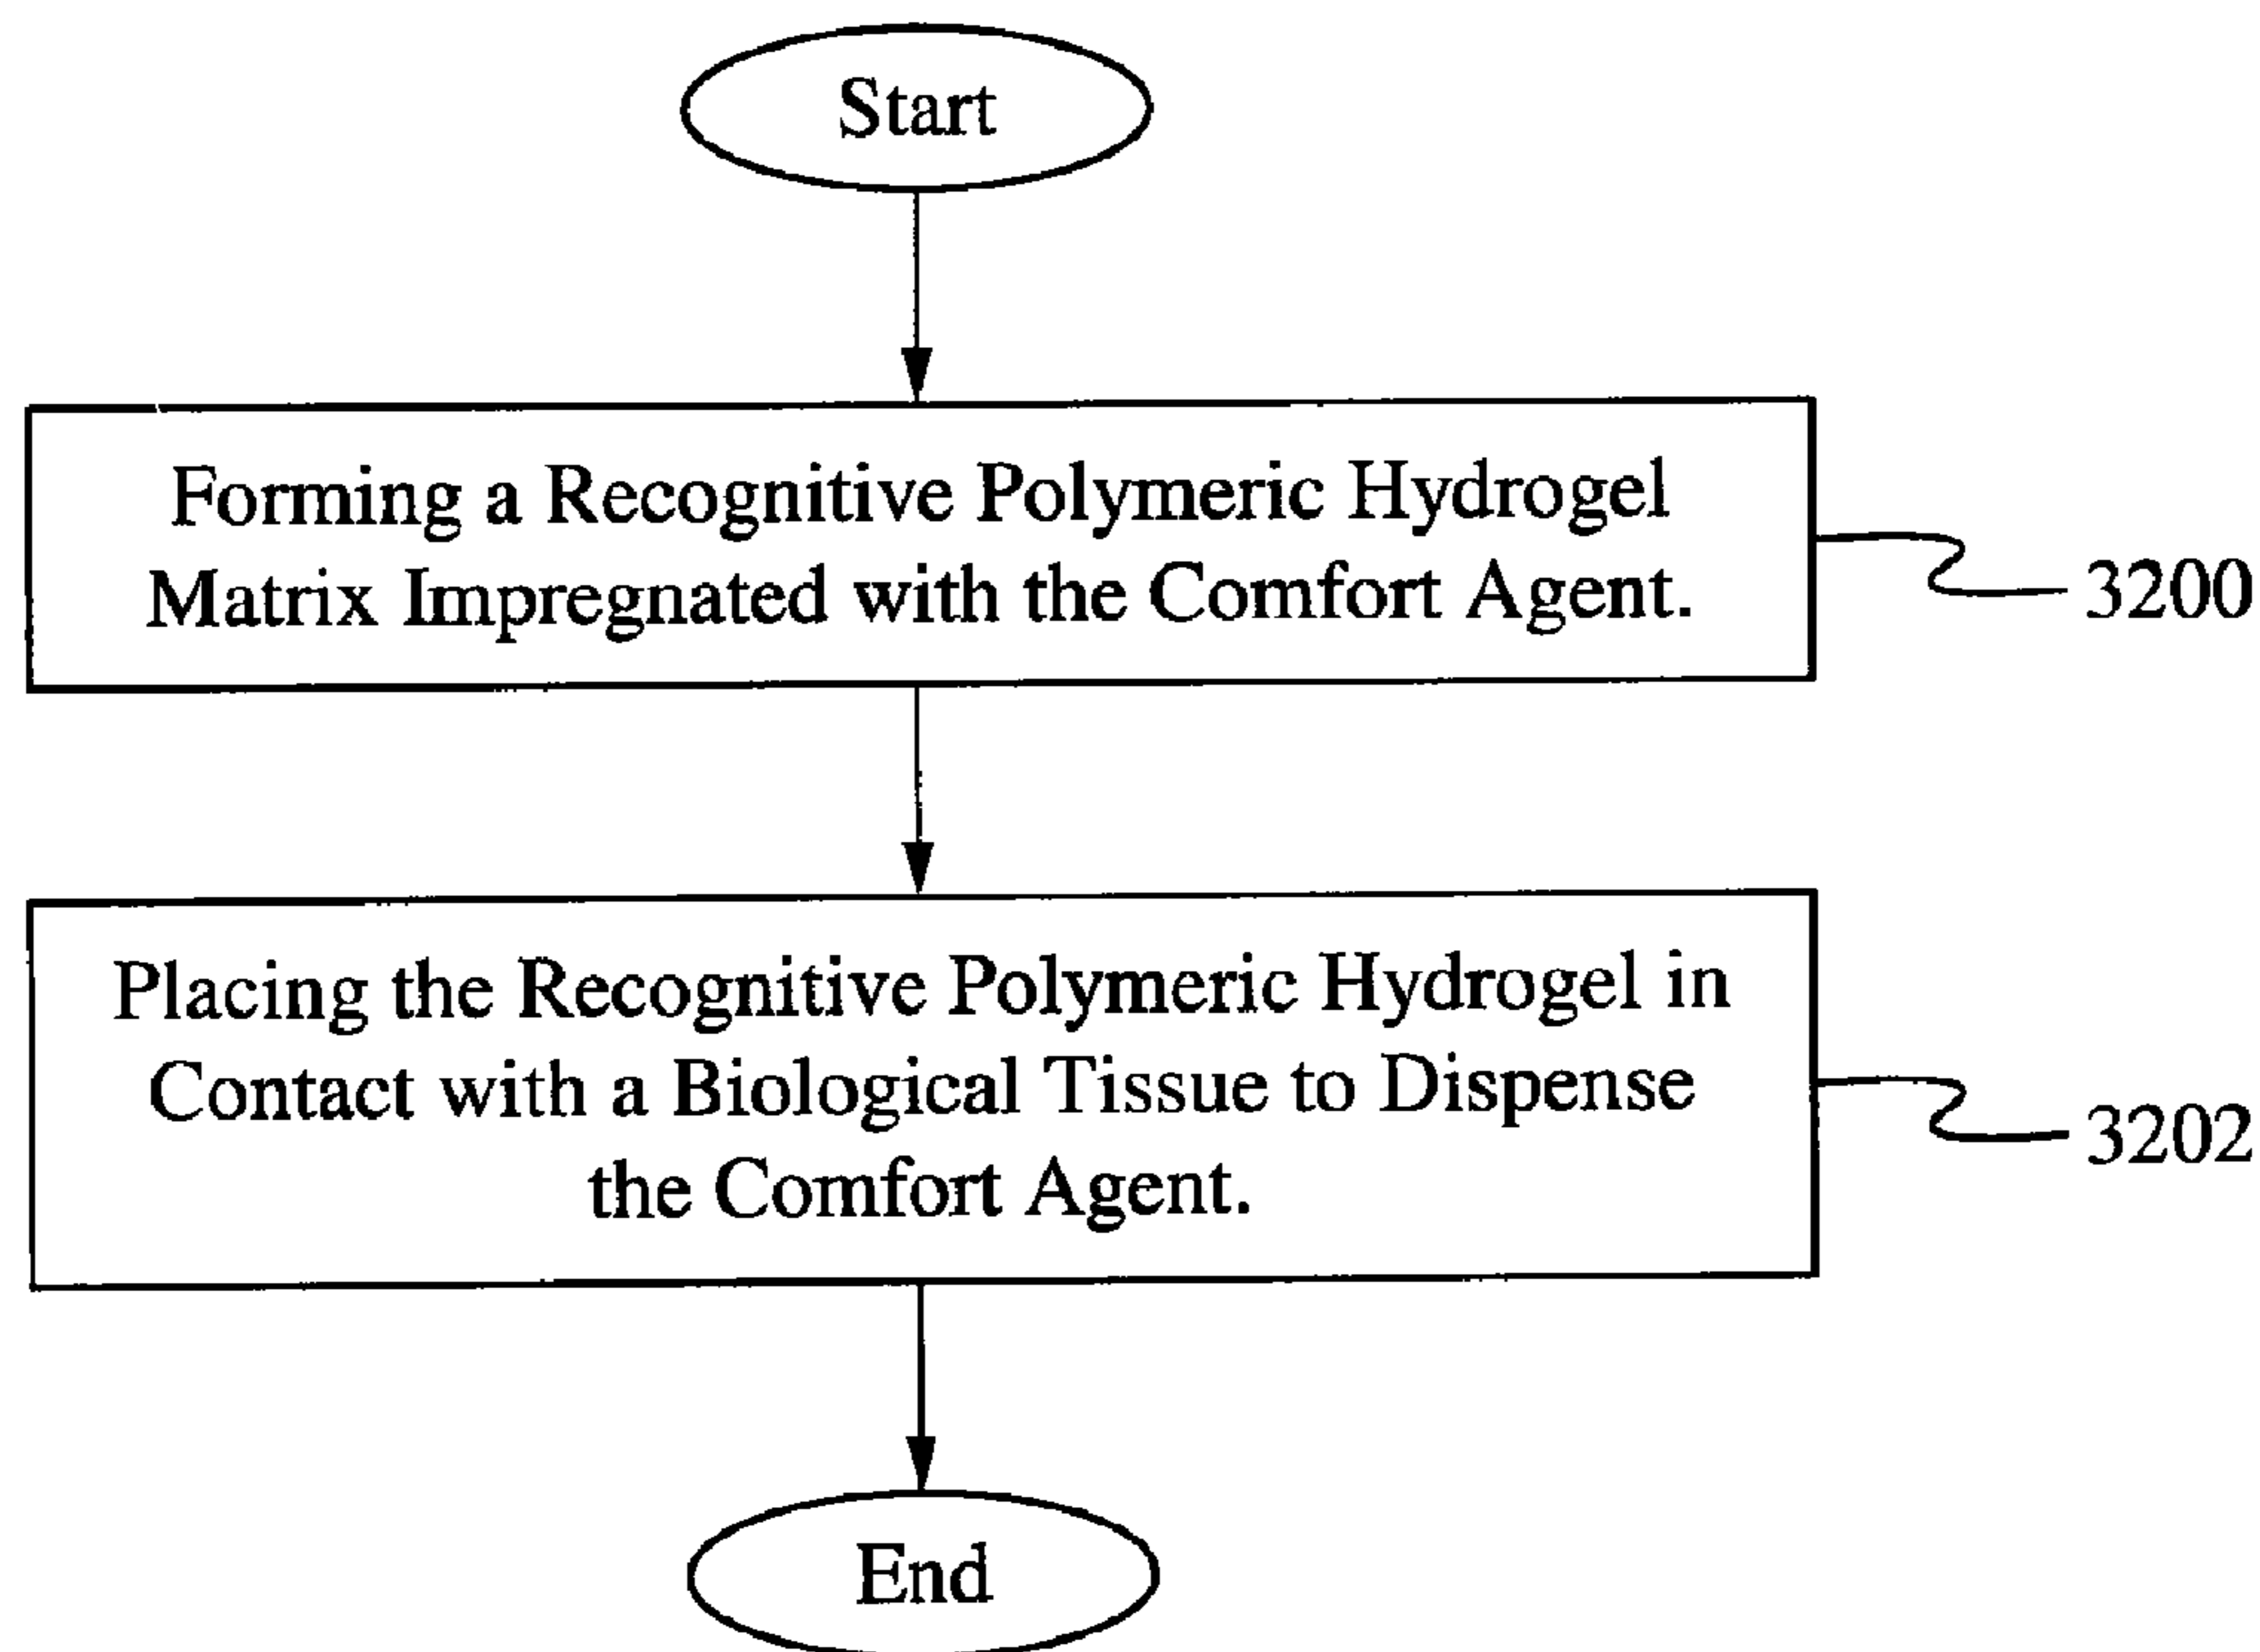 Start
Forming a Recognitive Polymeric Hydrogel
Matrix Impregnated with the Comfort Agent.
3200
Placing the Recognitive Polymeric Hydrogel in
Contact with a Biological Tissue to Dispense
the Comfort Agent.
3202
End